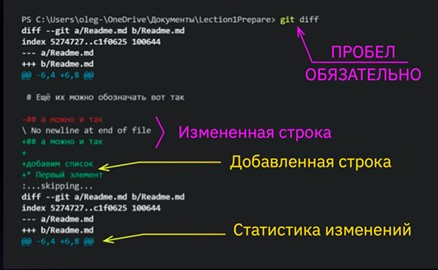 PS C:\Users\oleg-\OneDrive\Документы\Lection1Prepare> git diff
diff --git a/Readme.md b/Readme.md
index 5274727..c1f0625 100644
--- a/Readme.md
+++ b/Readme.md
@@ -6,4 +6,8 @@
ПРОБЕЛ
ОБЯЗАТЕЛЬНО
# Ещё их можно обозначать вот так
-## а можно и так
\ No newline at end of file
+## а можно и так
Измененная строка
+
+добавим список
+* Первый элемент
Добавленная строка
:...skipping...
diff --git a/Readme.md b/Readme.md
index 5274727..c1f0625 100644
--- a/Readme.md
+++ b/Readme.md
@@ -6,4 +6,8 @@
Статистика изменений